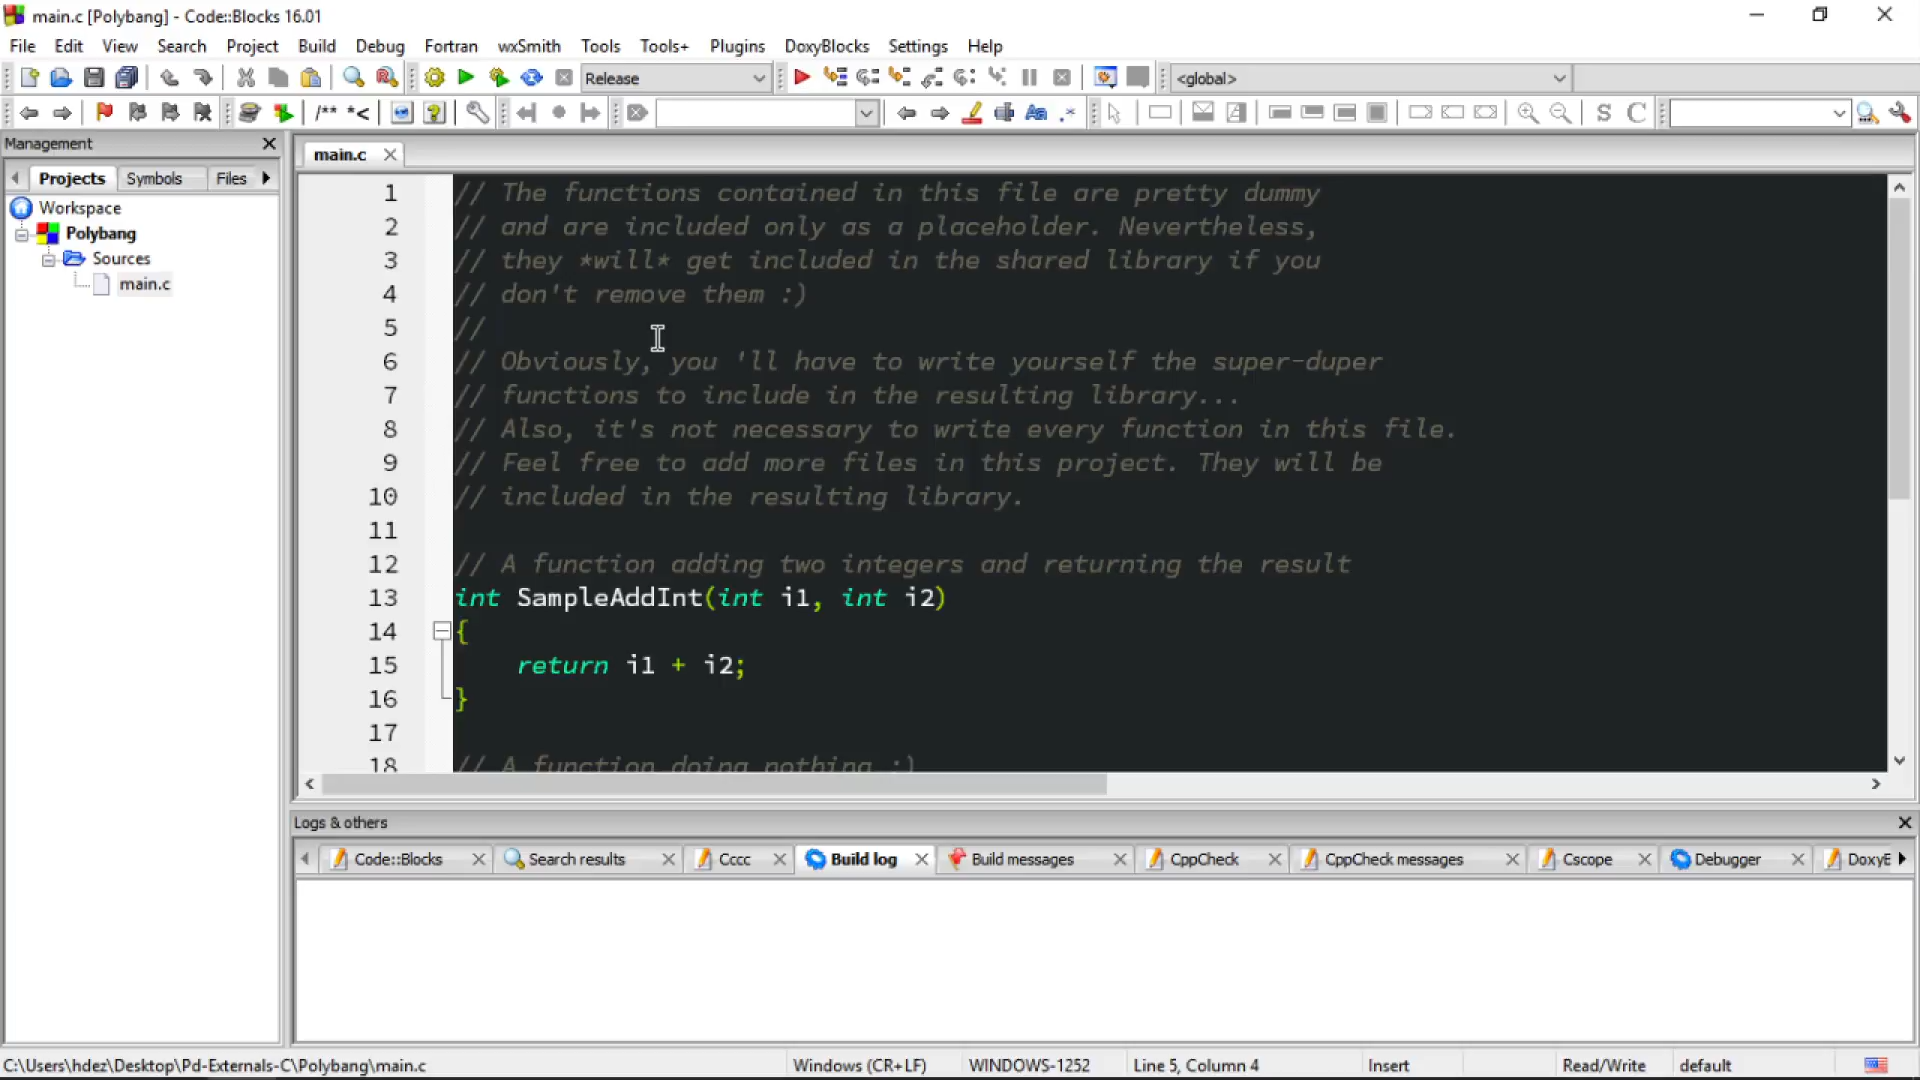 main.c [Polybang] - Code::Blocks 16.01
File Edit View Search Project Build Debug Fortran wxSmith Tools Tools+ Plugins DoxyBlocks Settings Help
Release <global>
/** *< Aa .* S C
Management
Projects Symbols Files
Workspace
Polybang
Sources
main.c
main.c
1 // The functions contained in this file are pretty dummy
2 // and are included only as a placeholder. Nevertheless,
3 // they *will* get included in the shared library if you
4 // don't remove them :)
5 //
6 // Obviously, you 'll have to write yourself the super-duper
7 // functions to include in the resulting library...
8 // Also, it's not necessary to write every function in this file.
9 // Feel free to add more files in this project. They will be
10 // included in the resulting library.
11
12 // A function adding two integers and returning the result
13 int SampleAddInt(int i1, int i2)
14 {
15 return i1 + i2;
16 }
17
18 // A function doing nothing ;)
Logs & others
Code::Blocks Search results Cccc Build log Build messages CppCheck CppCheck messages Cscope Debugger DoxyB
C:\Users\hdez\Desktop\Pd-Externals-C\Polybang\main.c Windows (CR+LF) WINDOWS-1252 Line 5, Column 4 Insert Read/Write default